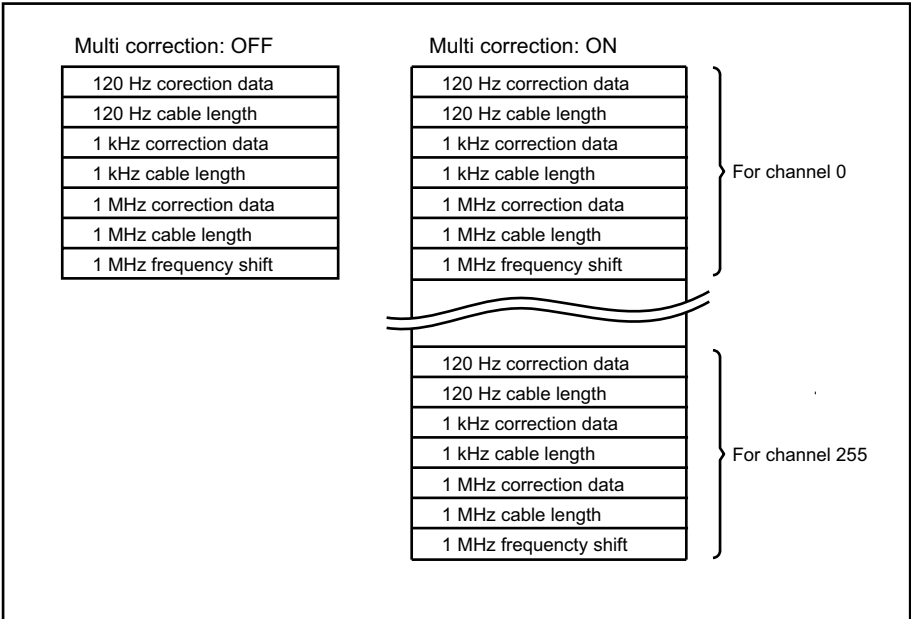 Multi correction: OFF
120 Hz corection data
120 Hz cable length
1 kHz correction data
1 kHz cable length
1 MHz correction data
1 MHz cable length
1 MHz frequency shift
Multi correction: ON
120 Hz correction data
120 Hz cable length
1 kHz correction data
1 kHz cable length
1 MHz correction data
1 MHz cable length
1 MHz frequency shift
For channel 0
120 Hz correction data
120 Hz cable length
1 kHz correction data
1 kHz cable length
1 MHz correction data
1 MHz cable length
1 MHz frequencty shift
For channel 255